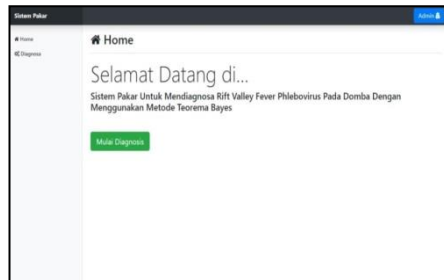 Sistem Pakar
Admin
Home
Diagnosa
Home
Selamat Datang di...
Sistem Pakar Untuk Mendiagnosa Rift Valley Fever Phlebovirus Pada Domba Dengan
Menggunakan Metode Teorema Bayes
Mulai Diagnosis